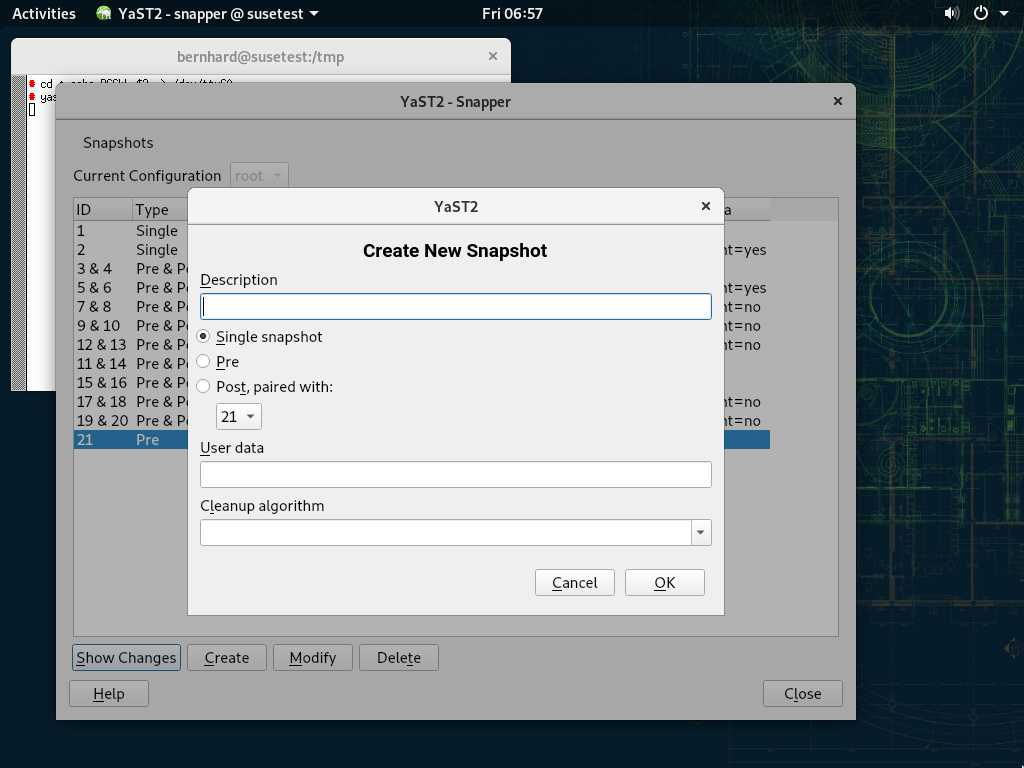 Activities YaST2 - snapper @ susetest Fri 06:57
bernhard@susetest:/tmp
cd
yas
YaST2 - Snapper
Snapshots
Current Configuration root
ID Type a
1 Single
2 Single nt=yes
3 & 4 Pre & Po
5 & 6 Pre & Po nt=yes
7 & 8 Pre & Po nt=no
9 & 10 Pre & Po nt=no
12 & 13 Pre & Po nt=no
11 & 14 Pre & Po
15 & 16 Pre & Po
17 & 18 Pre & Po nt=no
19 & 20 Pre & Po nt=no
21 Pre
YaST2
Create New Snapshot
Description
Single snapshot
Pre
Post, paired with:
21
User data
Cleanup algorithm
Cancel OK
Show Changes Create Modify Delete
Help Close